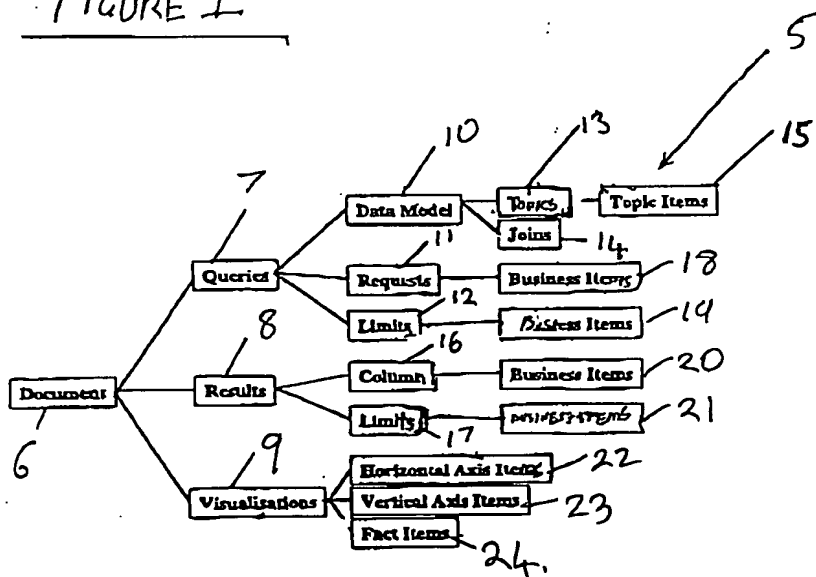 FIGURE 1
5
10 13 15
7 Data Model Topics Topic Items
11 Joins 14
Queries Requests Business Items 18
12
Limits Business Items 19
8 16
Document Results Column Business Items 20
6 Limits 17 21
9 Horizontal Axis Items 22
Visualisations Vertical Axis Items 23
Fact Items
24.